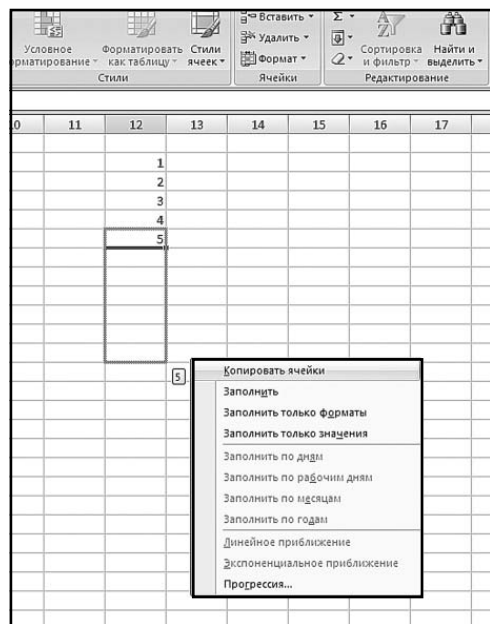 Условное Форматировать Стили Вставить Σ
Удалить
орматирование как таблицу ячеек Формат Сортировка Найти и
и фильтр выделить
Стили Ячейки Редактирование
0 11 12 13 14 15 16 17
1
2
3
4
5
5
Копировать ячейки
Заполнить
Заполнить только форматы
Заполнить только значения
Заполнить по дням
Заполнить по рабочим дням
Заполнить по месяцам
Заполнить по годам
Линейное приближение
Экспоненциальное приближение
Прогрессия...